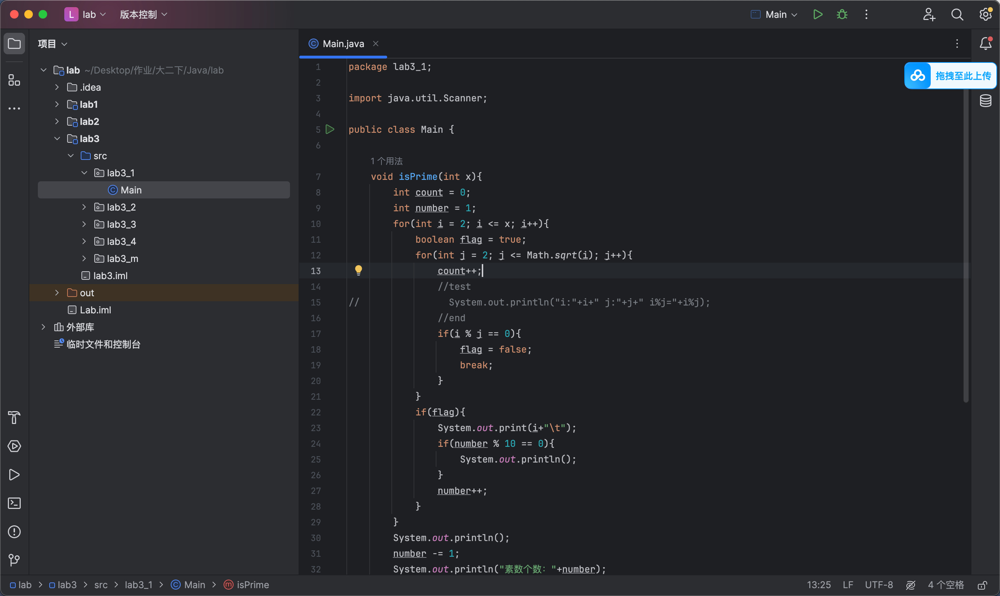 L lab 版本控制 Main
项目
lab ~/Desktop/作业/大二下/Java/lab
.idea
lab1
lab2
lab3
src
lab3_1
Main
lab3_2
lab3_3
lab3_4
lab3_m
lab3.iml
out
Lab.iml
外部库
临时文件和控制台
Main.java
拖拽至此上传
1 package lab3_1;
2
3 import java.util.Scanner;
4
5 public class Main {
6
1 个用法
7 void isPrime(int x){
8 int count = 0;
9 int number = 1;
10 for(int i = 2; i <= x; i++){
11 boolean flag = true;
12 for(int j = 2; j <= Math.sqrt(i); j++){
13 count++;
14 //test
15 // System.out.println("i:"+i+" j:"+j+" i%j="+i%j);
16 //end
17 if(i % j == 0){
18 flag = false;
19 break;
20 }
21 }
22 if(flag){
23 System.out.print(i+"\t");
24 if(number % 10 == 0){
25 System.out.println();
26 }
27 number++;
28 }
29 }
30 System.out.println();
31 number -= 1;
32 System.out.println("素数个数："+number);
lab > lab3 > src > lab3_1 > Main > isPrime
13:25 LF UTF-8 4 个空格